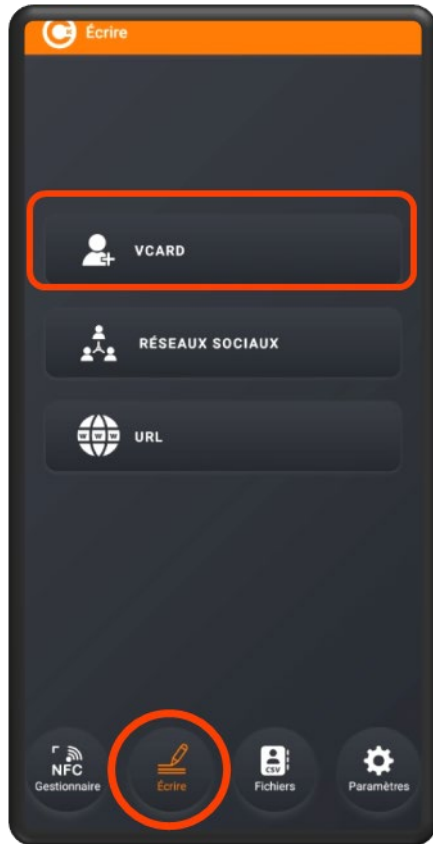 Écrire
VCARD
RÉSEAUX SOCIAUX
W W W
URL
NFC
CSV
Gestionnaire
Écrire
Fichiers
Paramètres